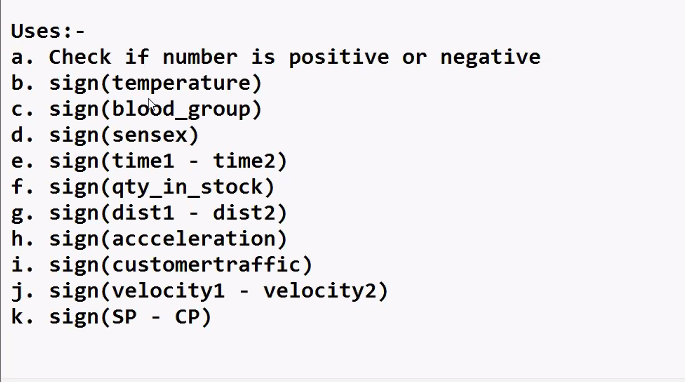 Uses:-
a. Check if number is positive or negative
b. sign(temperature)
c. sign(blood_group)
d. sign(sensex)
e. sign(time1 - time2)
f. sign(qty_in_stock)
g. sign(dist1 - dist2)
h. sign(accceleration)
i. sign(customertraffic)
j. sign(velocity1 - velocity2)
k. sign(SP - CP)